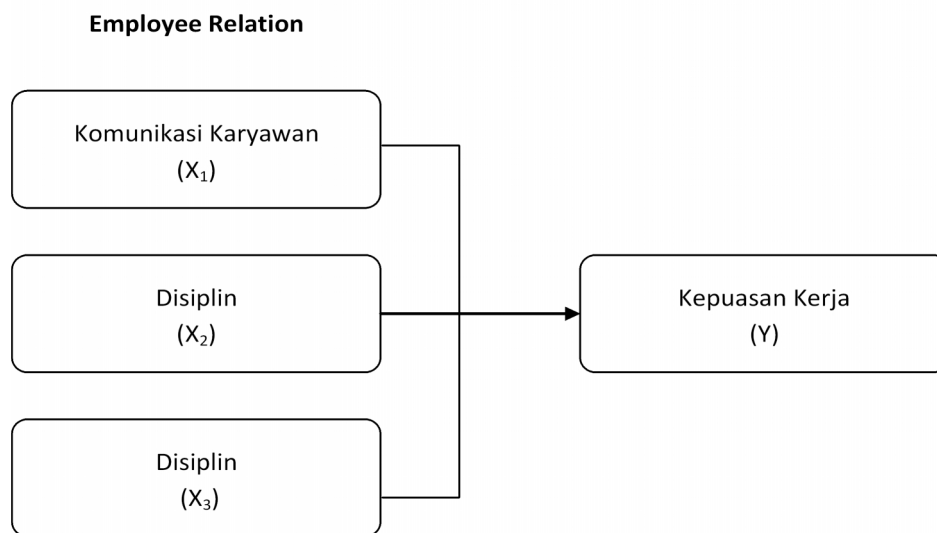 Employee Relation
Komunikasi Karyawan
(X₁)
Disiplin
(X₂)
Kepuasan Kerja
(Y)
Disiplin
(X₃)